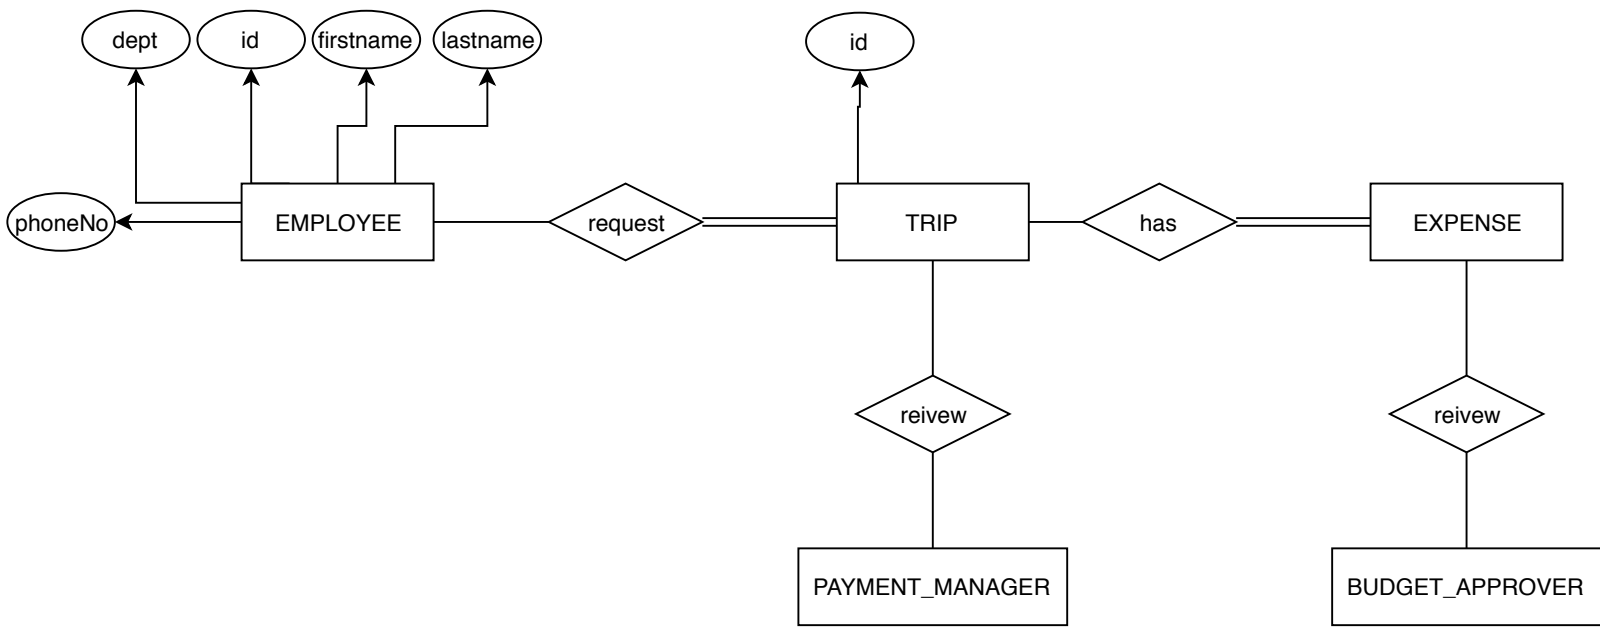 dept
id
firstname
lastname
id
phoneNo
EMPLOYEE
request
TRIP
has
EXPENSE
reivew
reivew
PAYMENT_MANAGER
BUDGET_APPROVER